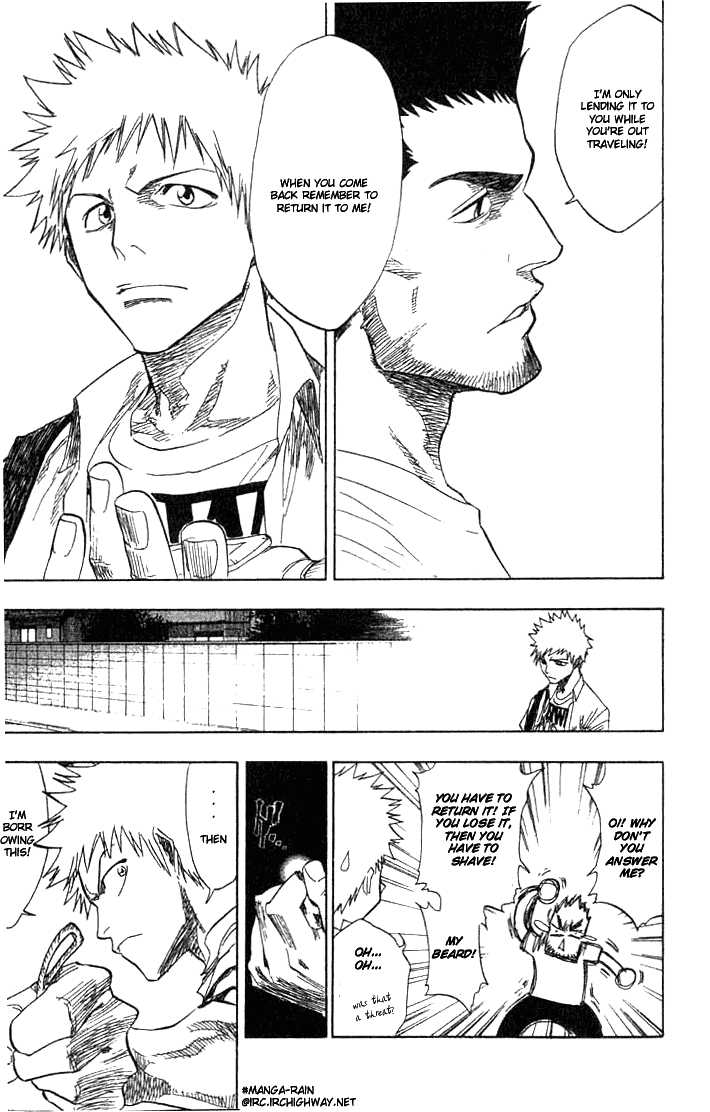 I'M ONLY
LENDING IT TO
YOU WHILE
YOU'RE OUT
TRAVELING!
WHEN YOU COME
BACK REMEMBER TO
RETURN IT TO ME!
OI! WHY
DON'T
YOU
ANSWER
ME?
YOU HAVE TO
RETURN IT! IF
YOU LOSE IT,
THEN YOU
HAVE TO
SHAVE!
MY
BEARD!
OH...
OH...
was that
a threat?
...
THEN
I'M
BORR
OWING
THIS!
#MANGA-RAIN
@IRC.IRCHIGHWAY.NET